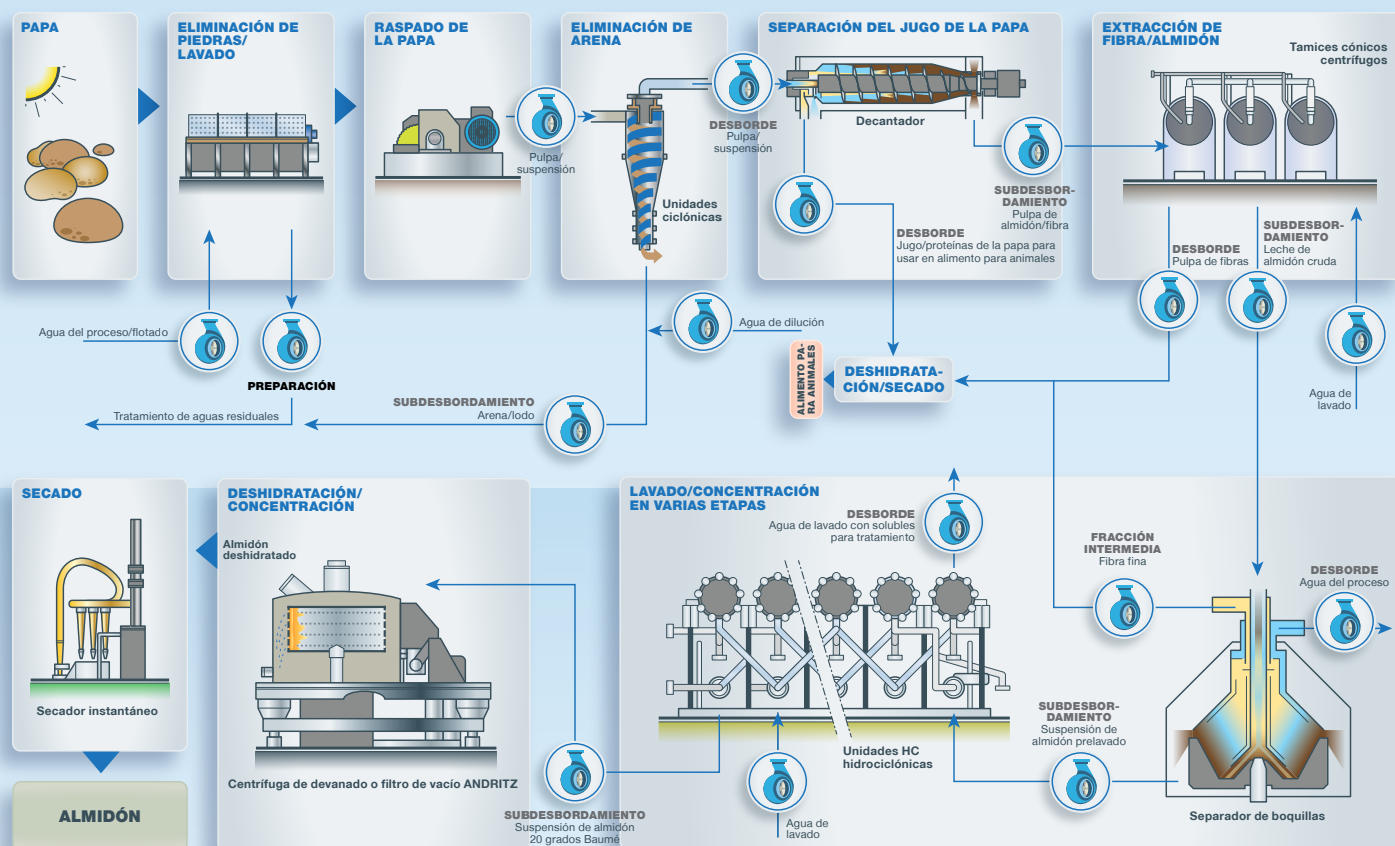 PAPA
ELIMINACIÓN DE
PIEDRAS/
LAVADO
RASPADO DE
LA PAPA
ELIMINACIÓN DE
ARENA
SEPARACIÓN DEL JUGO DE LA PAPA
EXTRACCIÓN DE
FIBRA/ALMIDÓN
Tamices cónicos
centrífugos
Pulpa/
suspensión
Unidades
ciclónicas
DESBORDE
Pulpa/
suspensión
Decantador
SUBDESBOR-
DAMIENTO
Pulpa de
almidón/fibra
DESBORDE
Jugo/proteínas de la papa para
usar en alimento para animales
DESBORDE
Pulpa de fibras
SUBDESBOR-
DAMIENTO
Leche de
almidón cruda
Agua del proceso/flotado
PREPARACIÓN
Tratamiento de aguas residuales
SUBDESBORDAMIENTO
Arena/lodo
Agua de dilución
ALIMENTO PA-
RA ANIMALES
DESHIDRATA-
CIÓN/SECADO
Agua de
lavado
SECADO
Secador instantáneo
ALMIDÓN
DESHIDRATACIÓN/
CONCENTRACIÓN
Almidón
deshidratado
Centrífuga de devanado o filtro de vacío ANDRITZ
SUBDESBORDAMIENTO
Suspensión de almidón
20 grados Baumé
LAVADO/CONCENTRACIÓN
EN VARIAS ETAPAS
DESBORDE
Agua de lavado con solubles
para tratamiento
Unidades HC
hidrociclónicas
Agua de
lavado
FRACCIÓN
INTERMEDIA
Fibra fina
DESBORDE
Agua del proceso
SUBDESBOR-
DAMIENTO
Suspensión de
almidón prelavado
Separador de boquillas